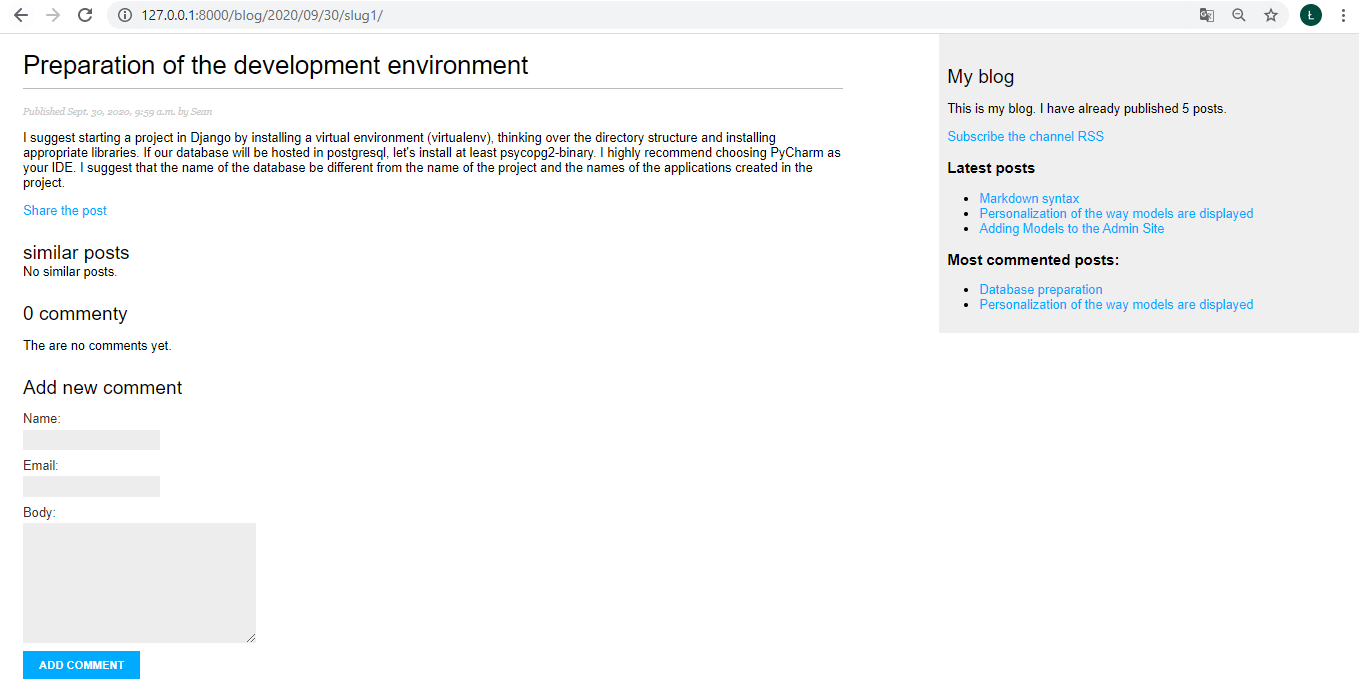 127.0.0.1:8000/blog/2020/09/30/slug1/
Ł
Preparation of the development environment
Published Sept. 30, 2020, 9:59 a.m. by Sean
I suggest starting a project in Django by installing a virtual environment (virtualenv), thinking over the directory structure and installing
appropriate libraries. If our database will be hosted in postgresql, let's install at least psycopg2-binary. I highly recommend choosing PyCharm as
your IDE. I suggest that the name of the database be different from the name of the project and the names of the applications created in the
project.
Share the post
similar posts
No similar posts.
0 commenty
The are no comments yet.
Add new comment
Name:
Email:
Body:
ADD COMMENT
My blog
This is my blog. I have already published 5 posts.
Subscribe the channel RSS
Latest posts
Markdown syntax
Personalization of the way models are displayed
Adding Models to the Admin Site
Most commented posts:
Database preparation
Personalization of the way models are displayed